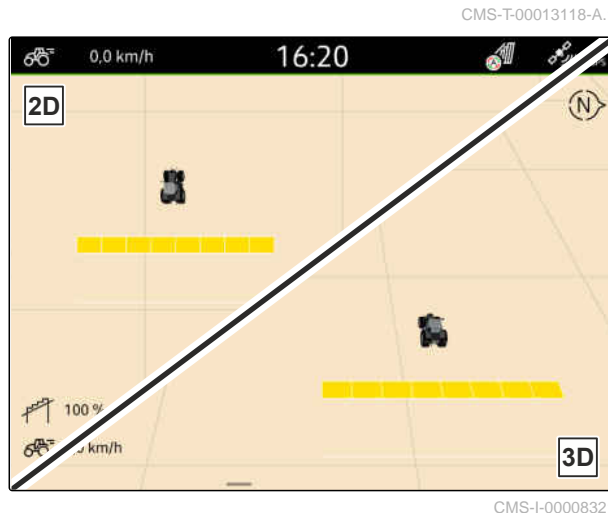 CMS-T-00013118-A.
0,0 km/h 16:20
2D
N
100 %
km/h
3D
CMS-I-0000832